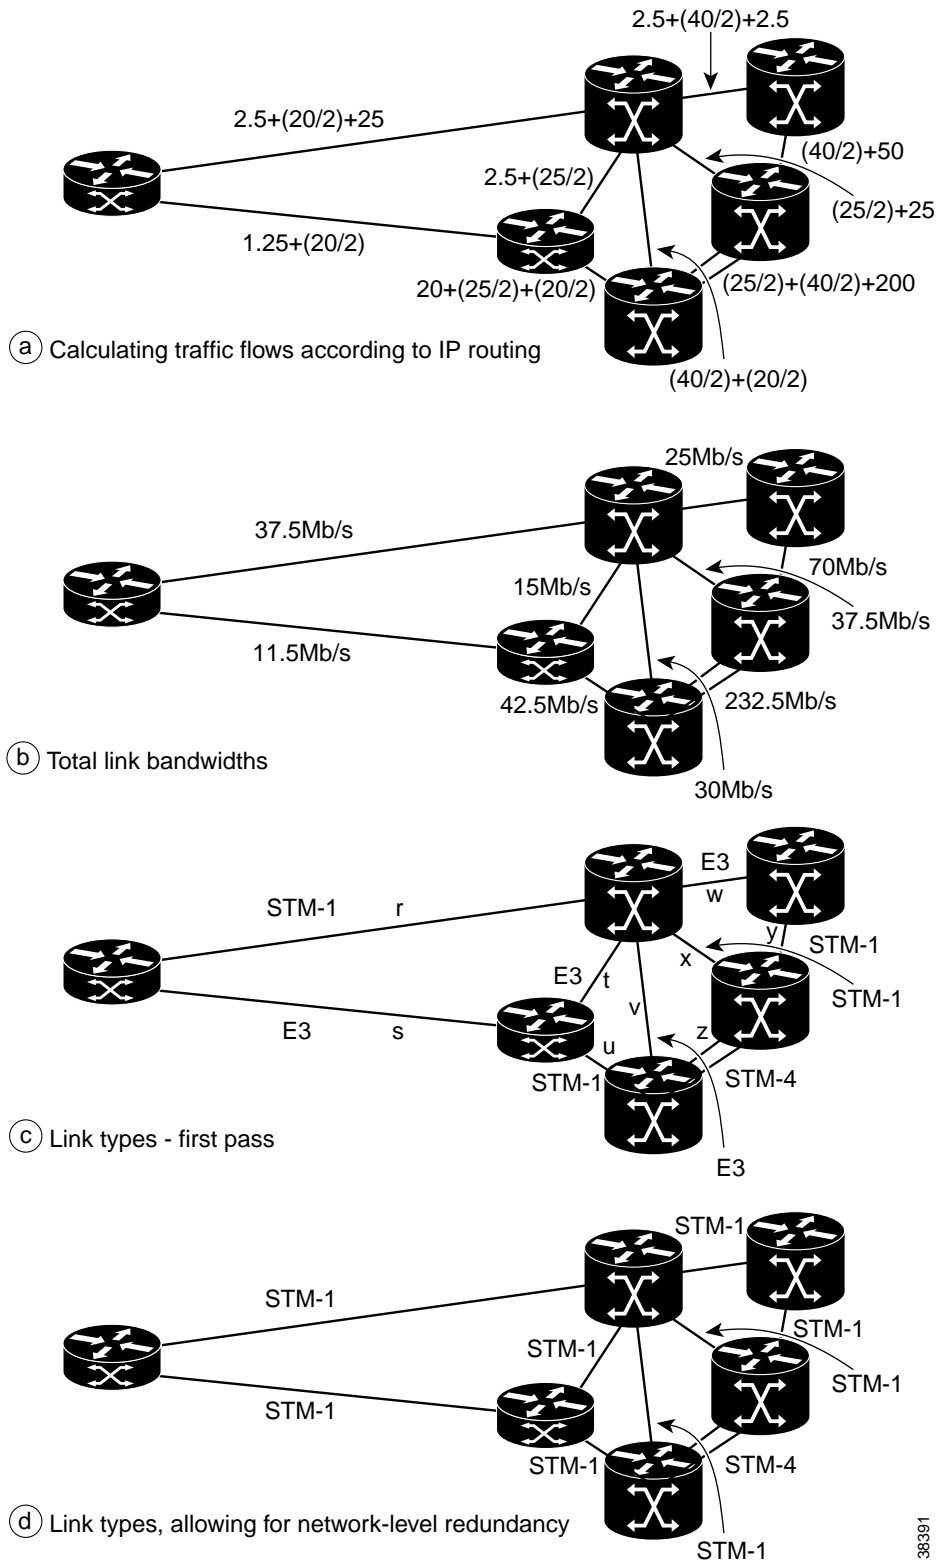 2.5+(40/2)+2.5
2.5+(20/2)+25
(40/2)+50
2.5+(25/2)
(25/2)+25
1.25+(20/2)
20+(25/2)+(20/2)
(25/2)+(40/2)+200
a Calculating traffic flows according to IP routing
(40/2)+(20/2)
25Mb/s
37.5Mb/s
70Mb/s
15Mb/s
37.5Mb/s
11.5Mb/s
42.5Mb/s
232.5Mb/s
b Total link bandwidths
30Mb/s
E3
w
STM-1 r
y
STM-1
x
E3 t
STM-1
v
E3 s
z
u
STM-1
STM-4
c Link types - first pass
E3
STM-1
STM-1
STM-1
STM-1
STM-1
STM-1
STM-1
STM-4
d Link types, allowing for network-level redundancy
STM-1
38391